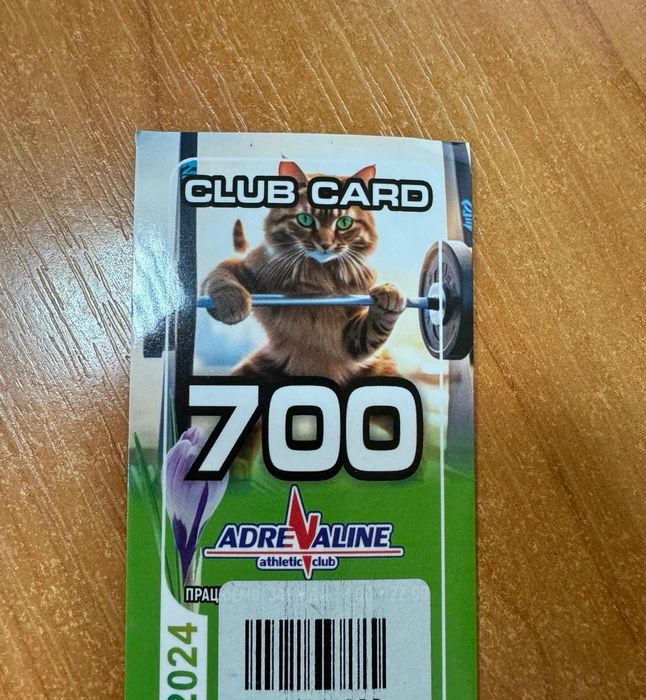 CLUB CARD
700
ADRENALINE
athletic club
2024